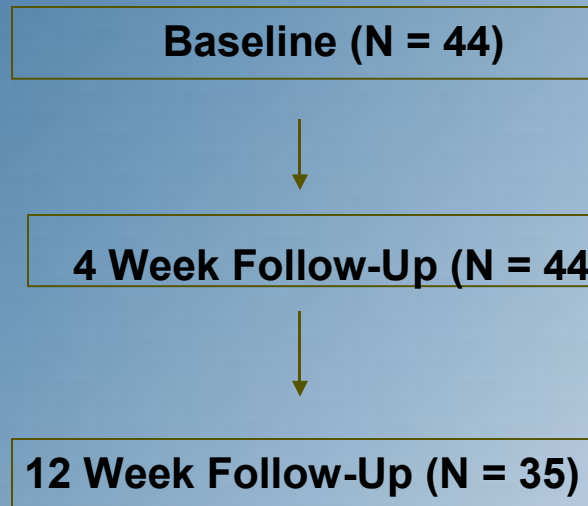 Baseline (N = 44)
4 Week Follow-Up (N = 44
12 Week Follow-Up (N = 35)